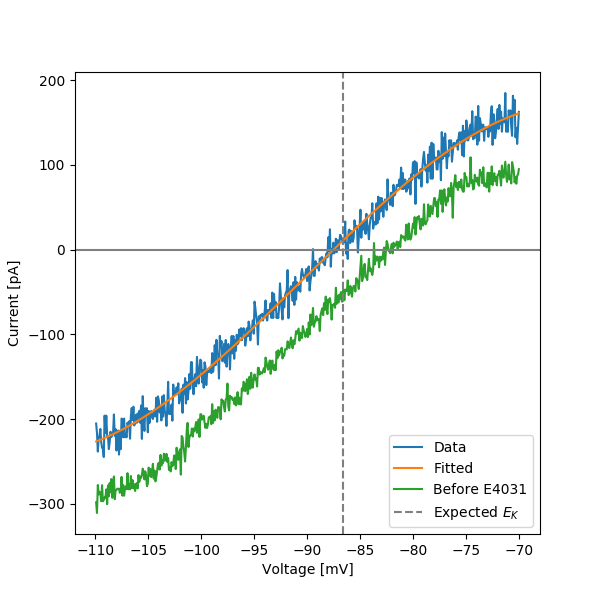 200
100
0
−100
−200
−300
Current [pA]
−110 −105 −100 −95 −90 −85 −80 −75 −70
Voltage [mV]
Data
Fitted
Before E4031
Expected $E_K$